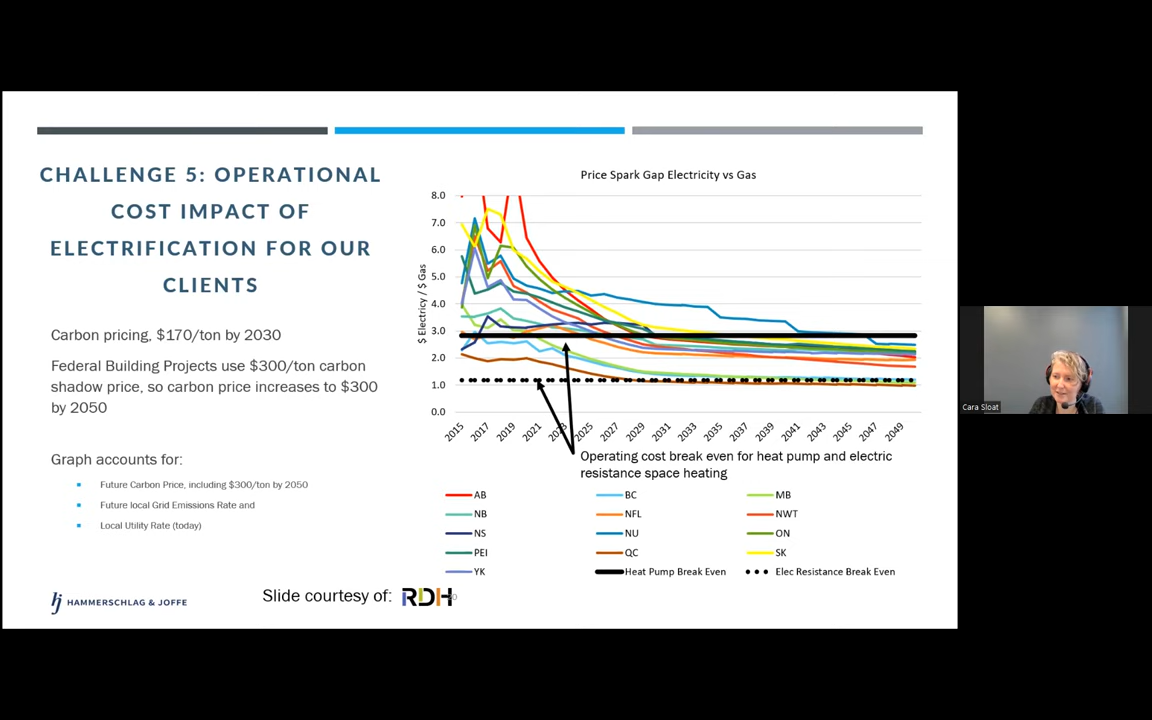 CHALLENGE 5: OPERATIONAL
COST IMPACT OF
ELECTRIFICATION FOR OUR
CLIENTS
Carbon pricing, $170/ton by 2030
Federal Building Projects use $300/ton carbon
shadow price, so carbon price increases to $300
by 2050
Graph accounts for:
Future Carbon Price, including $300/ton by 2050
Future local Grid Emissions Rate and
Local Utility Rate (today)
hj HAMMERSCHLAG & JOFFE
Slide courtesy of: RDH
Price Spark Gap Electricity vs Gas
$ Electricy / $ Gas
8.0
7.0
6.0
5.0
4.0
3.0
2.0
1.0
0.0
2015 2017 2019 2021 2023 2025 2027 2029 2031 2033 2035 2037 2039 2041 2043 2045 2047 2049
Operating cost break even for heat pump and electric
resistance space heating
AB BC MB
NB NFL NWT
NS NU ON
PEI QC SK
YK Heat Pump Break Even Elec Resistance Break Even
Cara Sloat